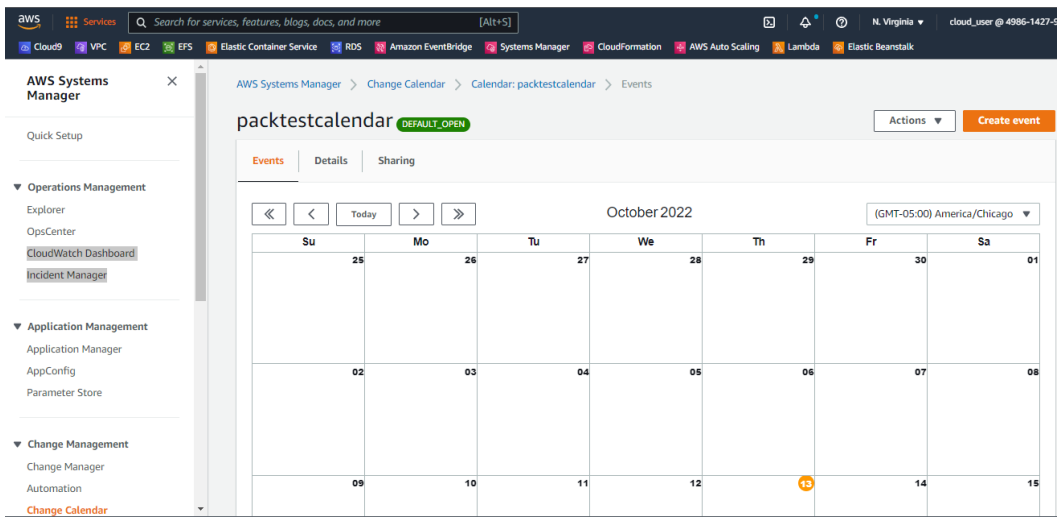 aws Services Search for services, features, blogs, docs, and more [Alt+S] N. Virginia ▼ cloud_user @ 4986-1427-9
Cloud9 VPC EC2 EFS Elastic Container Service RDS Amazon EventBridge Systems Manager CloudFormation AWS Auto Scaling Lambda Elastic Beanstalk
AWS Systems Manager ×
AWS Systems Manager > Change Calendar > Calendar: packtestcalendar > Events
packtestcalendar DEFAULT_OPEN Actions ▼ Create event
Quick Setup
Events Details Sharing
▼ Operations Management
Explorer
OpsCenter
CloudWatch Dashboard
Incident Manager
▼ Application Management
Application Manager
AppConfig
Parameter Store
▼ Change Management
Change Manager
Automation
Change Calendar
Today October 2022 (GMT-05:00) America/Chicago ▼
Su Mo Tu We Th Fr Sa
25 26 27 28 29 30 01
02 03 04 05 06 07 08
09 10 11 12 13 14 15